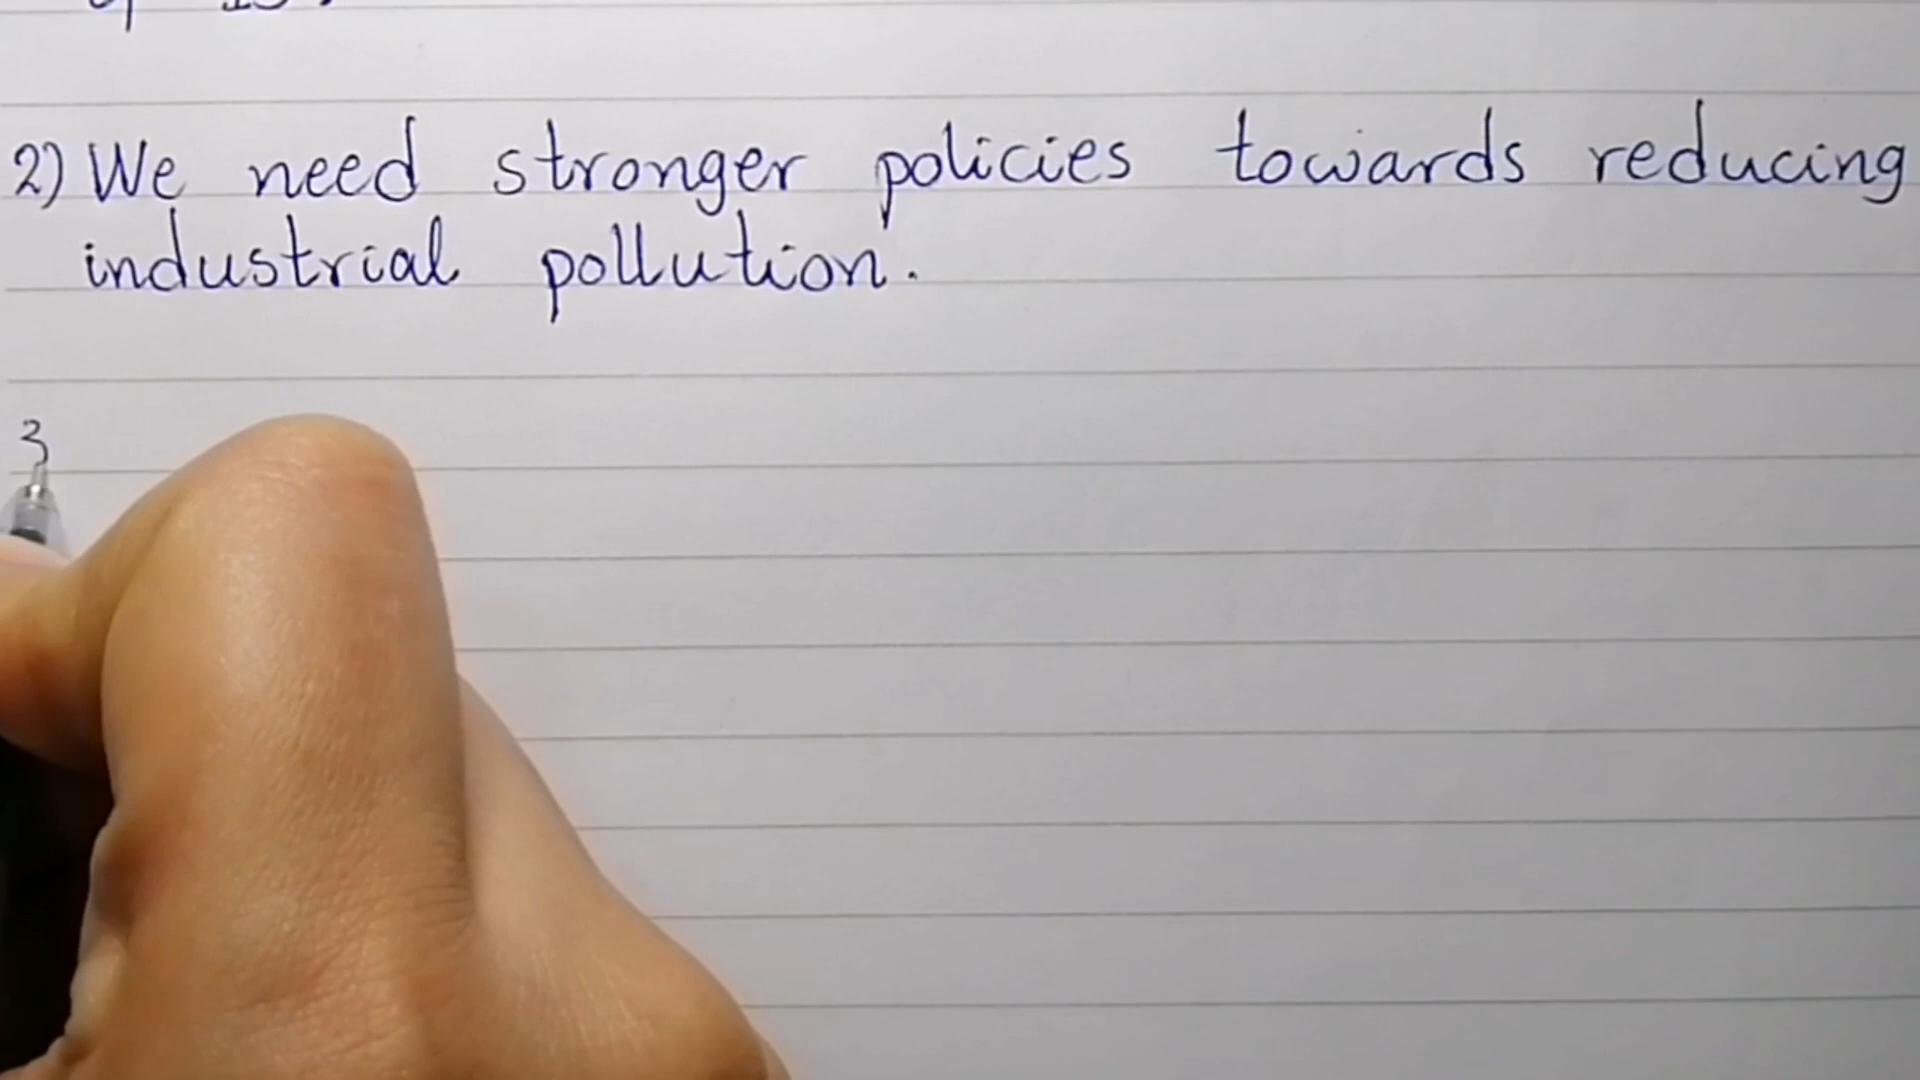 2) We need stronger policies towards reducing
industrial pollution.
3